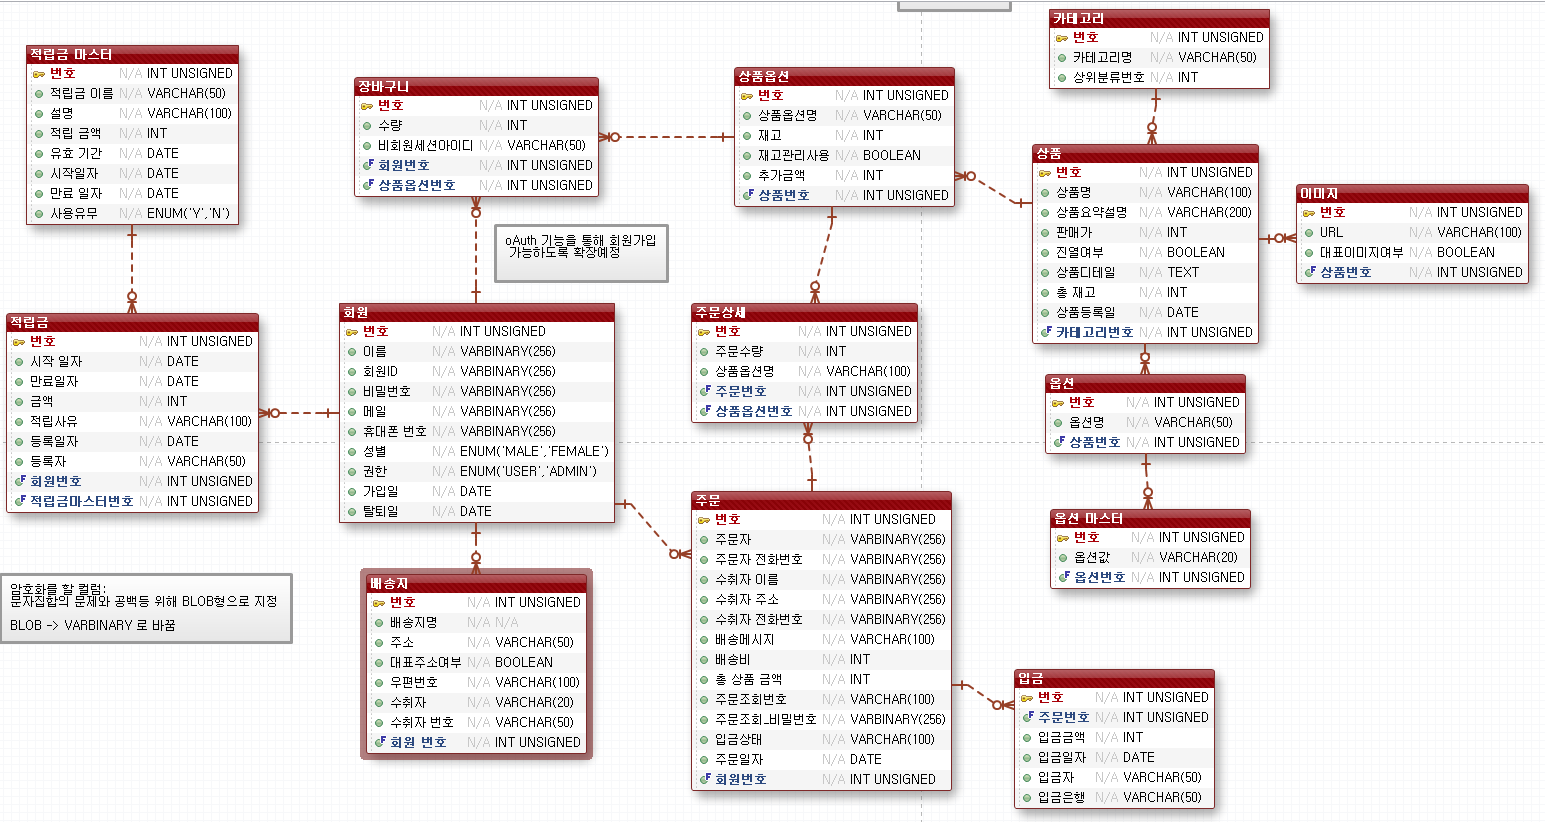 적립금 마스터
번호 N/A INT UNSIGNED
적립금 이름 N/A VARCHAR(50)
설명 N/A VARCHAR(100)
적립 금액 N/A INT
유효 기간 N/A DATE
시작일자 N/A DATE
만료 일자 N/A DATE
사용유무 N/A ENUM('Y','N')
장바구니
번호 N/A INT UNSIGNED
수량 N/A INT
비회원세션아이디 N/A VARCHAR(50)
회원번호 N/A INT UNSIGNED
상품옵션번호 N/A INT UNSIGNED
상품옵션
번호 N/A INT UNSIGNED
상품옵션명 N/A VARCHAR(50)
재고 N/A INT
재고관리사용 N/A BOOLEAN
추가금액 N/A INT
상품번호 N/A INT UNSIGNED
카테고리
번호 N/A INT UNSIGNED
카테고리명 N/A VARCHAR(50)
상위분류번호 N/A INT
상품
번호 N/A INT UNSIGNED
상품명 N/A VARCHAR(100)
상품요약설명 N/A VARCHAR(200)
판매가 N/A INT
진열여부 N/A BOOLEAN
상품디테일 N/A TEXT
총 재고 N/A INT
상품등록일 N/A DATE
카테고리번호 N/A INT UNSIGNED
이미지
번호 N/A INT UNSIGNED
URL N/A VARCHAR(100)
대표이미지여부 N/A BOOLEAN
상품번호 N/A INT UNSIGNED
oAuth 기능을 통해 회원가입
가능하도록 확장예정
적립금
번호 N/A INT UNSIGNED
시작 일자 N/A DATE
만료일자 N/A DATE
금액 N/A INT
적립사유 N/A VARCHAR(100)
등록일자 N/A DATE
등록자 N/A VARCHAR(50)
회원번호 N/A INT UNSIGNED
적립금마스터번호 N/A INT UNSIGNED
회원
번호 N/A INT UNSIGNED
이름 N/A VARBINARY(256)
회원ID N/A VARBINARY(256)
비밀번호 N/A VARBINARY(256)
메일 N/A VARBINARY(256)
휴대폰 번호 N/A VARBINARY(256)
성별 N/A ENUM('MALE','FEMALE')
권한 N/A ENUM('USER','ADMIN')
가입일 N/A DATE
탈퇴일 N/A DATE
주문상세
번호 N/A INT UNSIGNED
주문수량 N/A INT
상품옵션명 N/A VARCHAR(100)
주문번호 N/A INT UNSIGNED
상품옵션번호 N/A INT UNSIGNED
옵션
번호 N/A INT UNSIGNED
옵션명 N/A VARCHAR(50)
상품번호 N/A INT UNSIGNED
옵션 마스터
번호 N/A INT UNSIGNED
옵션값 N/A VARCHAR(20)
옵션번호 N/A INT UNSIGNED
암호화를 할 컬럼:
문자집합의 문제와 공백등 위해 BLOB형으로 지정
BLOB -> VARBINARY 로 바꿈
배송지
번호 N/A INT UNSIGNED
배송지명 N/A N/A
주소 N/A VARCHAR(50)
대표주소여부 N/A BOOLEAN
우편번호 N/A VARCHAR(100)
수취자 N/A VARCHAR(20)
수취자 번호 N/A VARCHAR(50)
회원 번호 N/A INT UNSIGNED
주문
번호 N/A INT UNSIGNED
주문자 N/A VARBINARY(256)
주문자 전화번호 N/A VARBINARY(256)
수취자 이름 N/A VARBINARY(256)
수취자 주소 N/A VARBINARY(256)
수취자 전화번호 N/A VARBINARY(256)
배송메시지 N/A VARCHAR(100)
배송비 N/A INT
총 상품 금액 N/A INT
주문조회번호 N/A VARCHAR(100)
주문조회_비밀번호 N/A VARBINARY(256)
입금상태 N/A VARCHAR(100)
주문일자 N/A DATE
회원번호 N/A INT UNSIGNED
입금
번호 N/A INT UNSIGNED
주문번호 N/A INT UNSIGNED
입금금액 N/A INT
입금일자 N/A DATE
입금자 N/A VARCHAR(50)
입금은행 N/A VARCHAR(50)